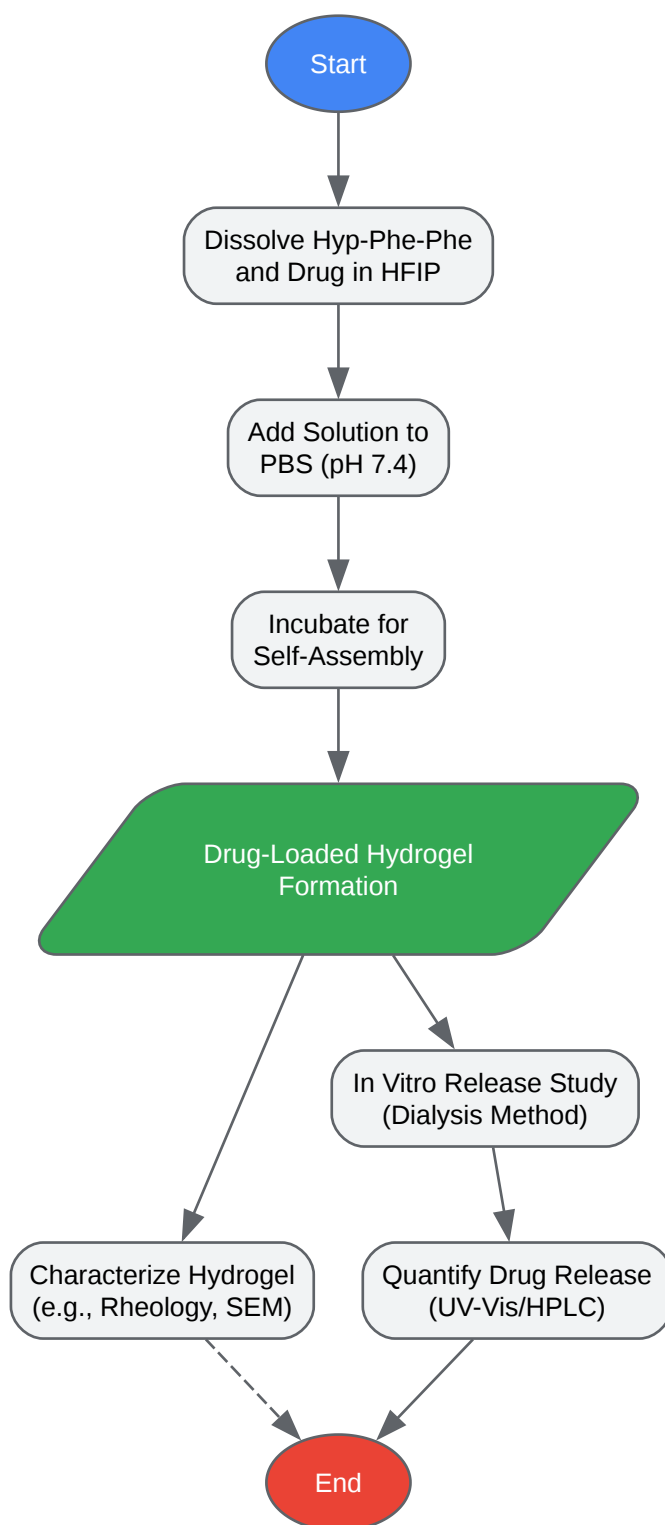 Start
Dissolve Hyp-Phe-Phe
and Drug in HFIP
Add Solution to
PBS (pH 7.4)
Incubate for
Self-Assembly
Drug-Loaded Hydrogel
Formation
In Vitro Release Study
(Dialysis Method)
Characterize Hydrogel
(e.g., Rheology, SEM)
Quantify Drug Release
(UV-Vis/HPLC)
End